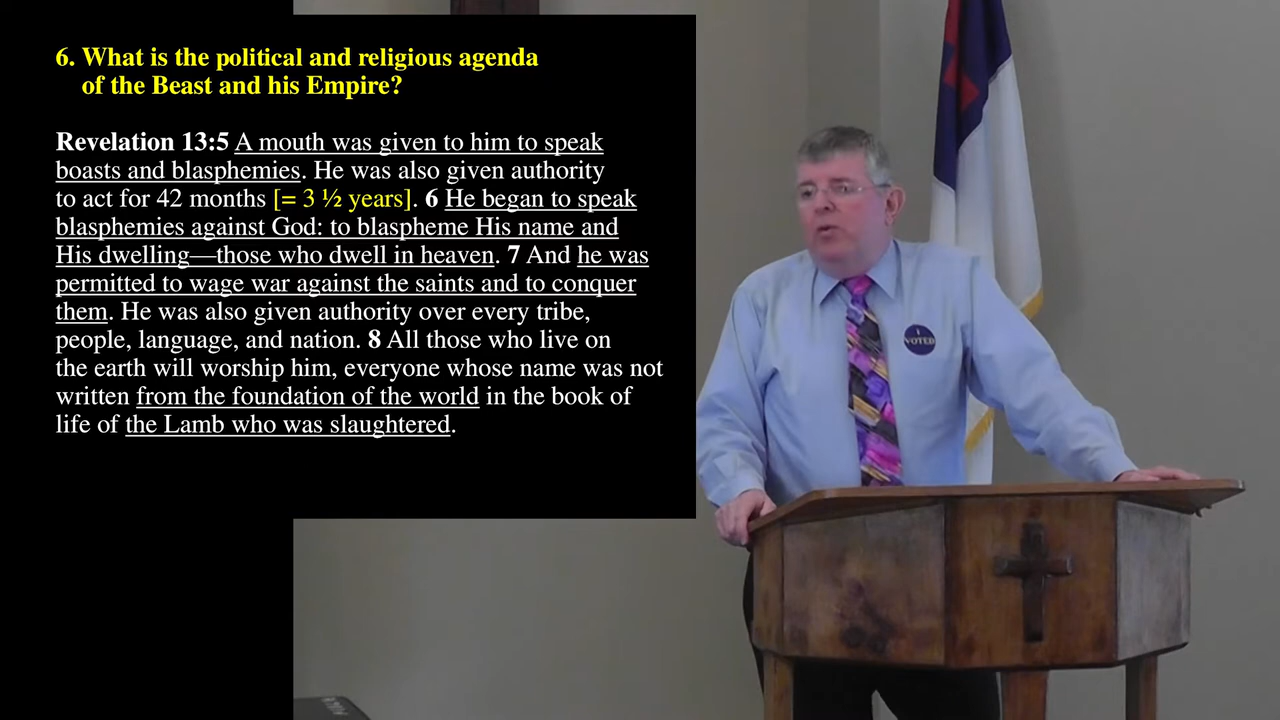 6. What is the political and religious agenda
of the Beast and his Empire?
Revelation 13:5 A mouth was given to him to speak
boasts and blasphemies. He was also given authority
to act for 42 months [= 3 ½ years]. 6 He began to speak
blasphemies against God: to blaspheme His name and
His dwelling—those who dwell in heaven. 7 And he was
permitted to wage war against the saints and to conquer
them. He was also given authority over every tribe,
people, language, and nation. 8 All those who live on
the earth will worship him, everyone whose name was not
written from the foundation of the world in the book of
life of the Lamb who was slaughtered.
I
VOTED